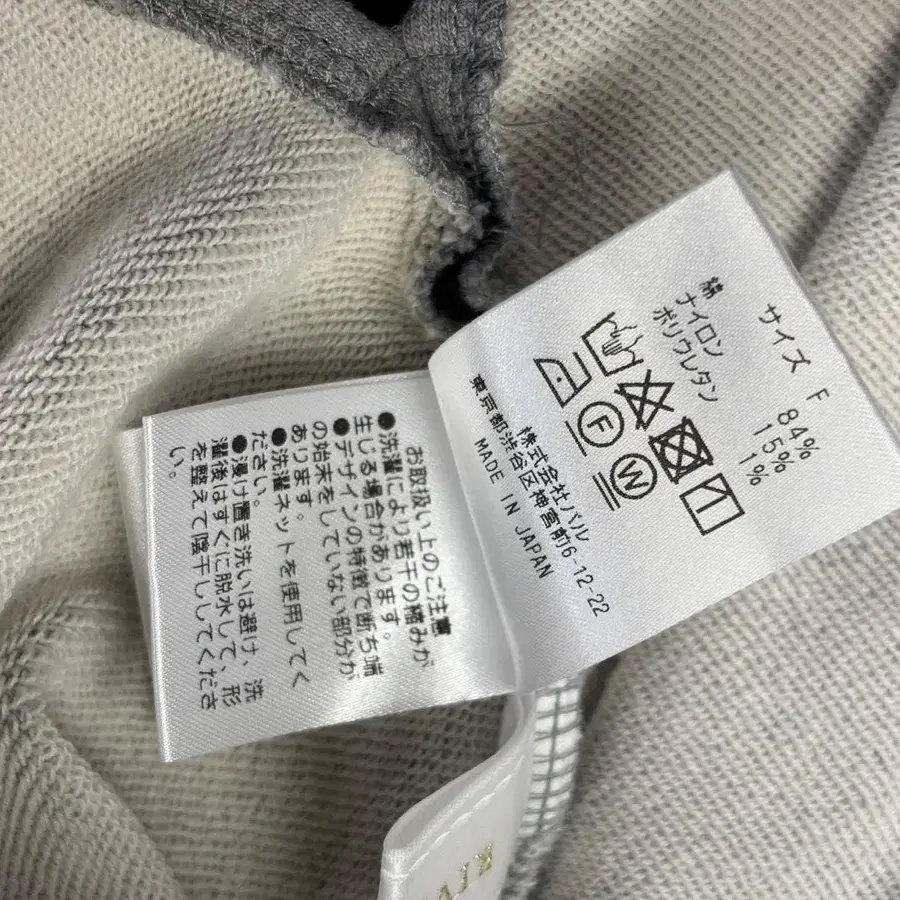 サイズ F
綿 84%
ナイロン 15%
ポリウレタン 1%
F
W
株式会社パル
東京都渋谷区神宮前6-12-22
MADE IN JAPAN
お取扱い上のご注意
●洗濯により若干の縮みが
生じる場合があります。
●デザインの特徴で断ち端
の始末をしていない部分が
あります。
●洗濯ネットを使用してく
ださい。
●浸け置き洗いは避け、洗
濯後はすぐに脱水して、形
を整えて陰干ししてくださ
い。